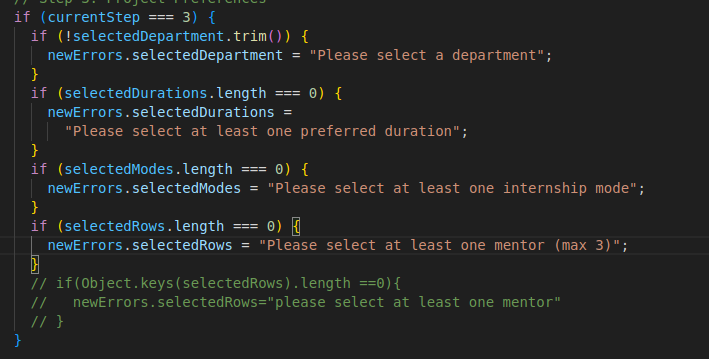 // Step 3: Project Preferences
if (currentStep === 3) {
if (!selectedDepartment.trim()) {
newErrors.selectedDepartment = "Please select a department";
}
if (selectedDurations.length === 0) {
newErrors.selectedDurations =
"Please select at least one preferred duration";
}
if (selectedModes.length === 0) {
newErrors.selectedModes = "Please select at least one internship mode";
}
if (selectedRows.length === 0) {
newErrors.selectedRows = "Please select at least one mentor (max 3)";
}
// if(Object.keys(selectedRows).length ==0){
//   newErrors.selectedRows="please select at least one mentor"
// }
}